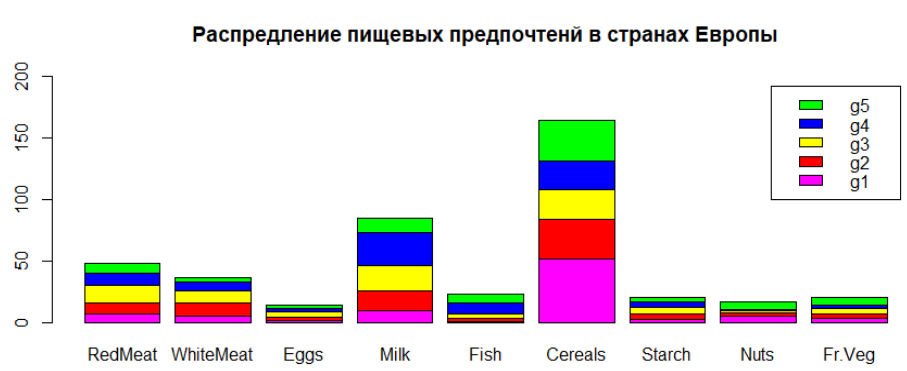 Распредление пищевых предпочтенй в странах Европы
200
150
100
50
0
g5
g4
g3
g2
g1
RedMeat WhiteMeat Eggs Milk Fish Cereals Starch Nuts Fr.Veg